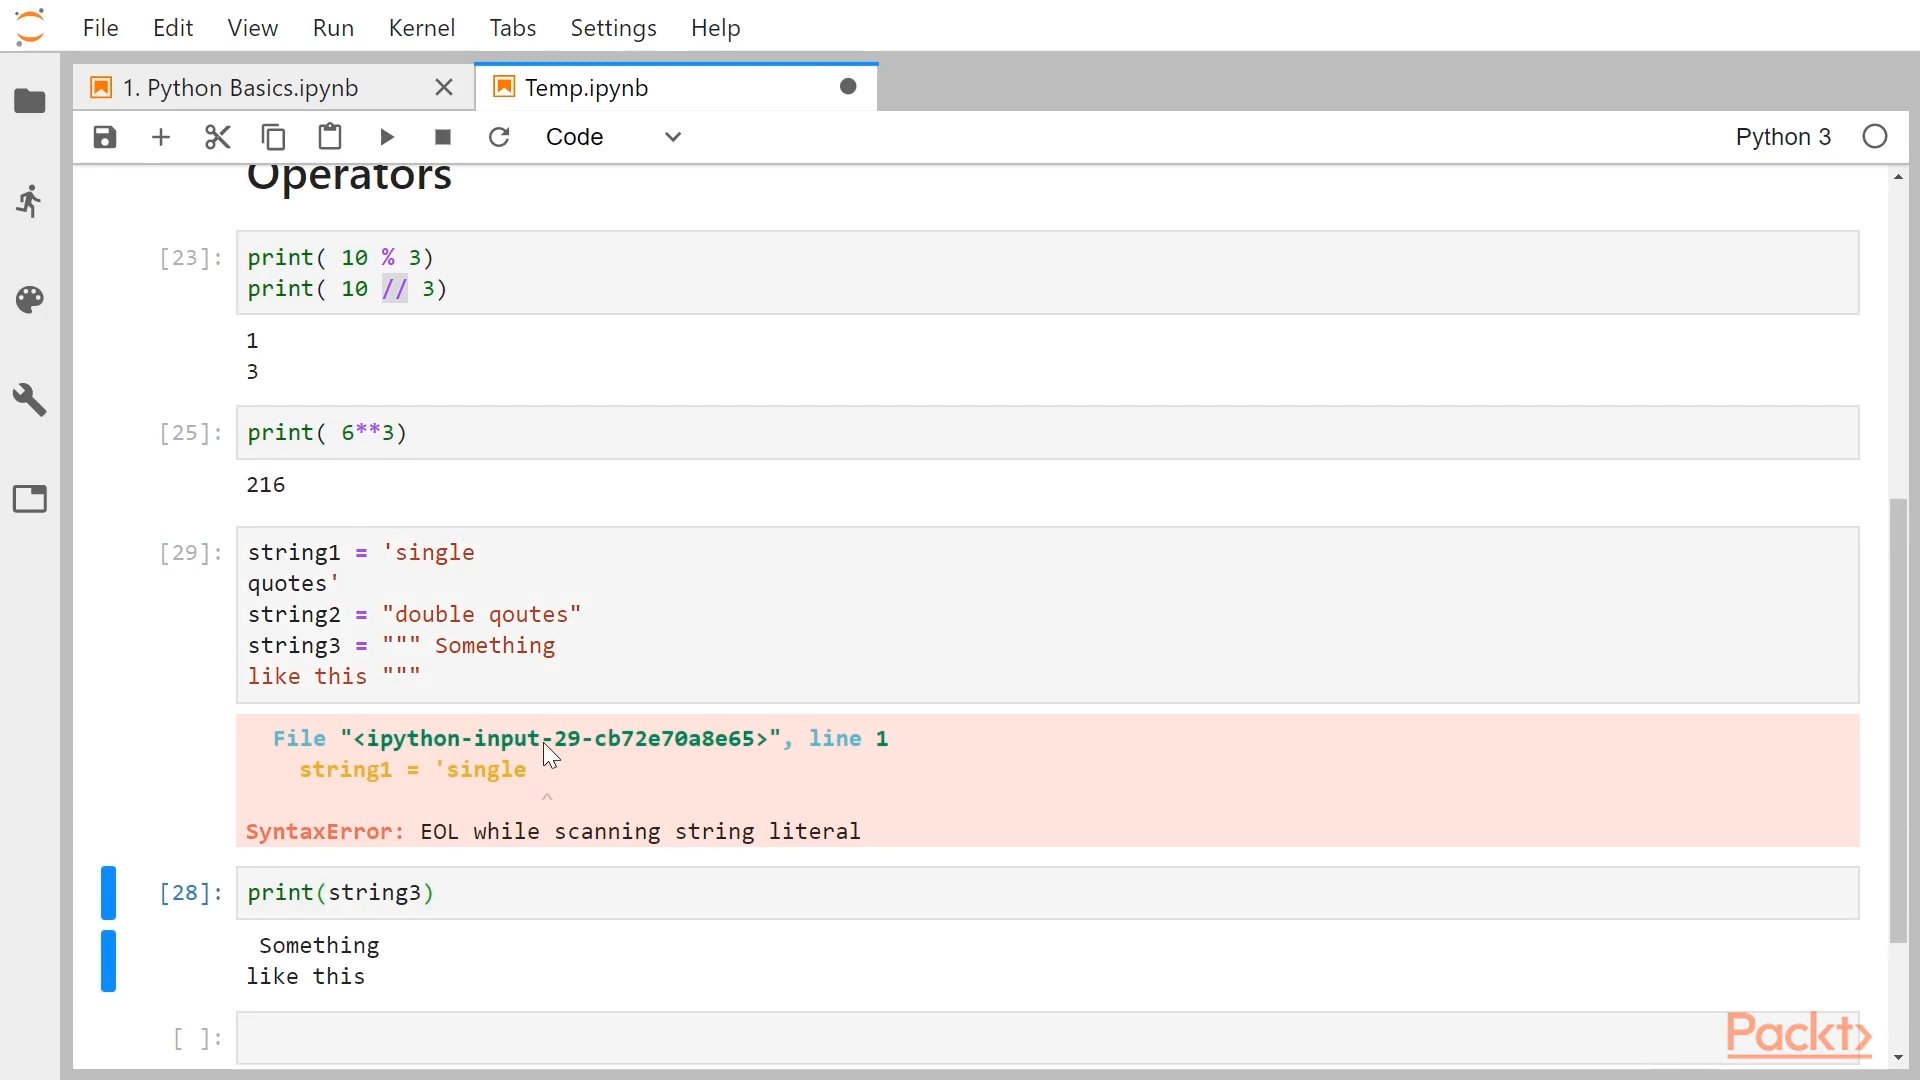 File Edit View Run Kernel Tabs Settings Help
1. Python Basics.ipynb Temp.ipynb
Code Python 3
Operators
[23]: print( 10 % 3)
print( 10 // 3)
1
3
[25]: print( 6**3)
216
[29]: string1 = 'single
quotes'
string2 = "double qoutes"
string3 = """ Something
like this """
File "<ipython-input-29-cb72e70a8e65>", line 1
string1 = 'single
^
SyntaxError: EOL while scanning string literal
[28]: print(string3)
Something
like this
[ ]:
Packt>